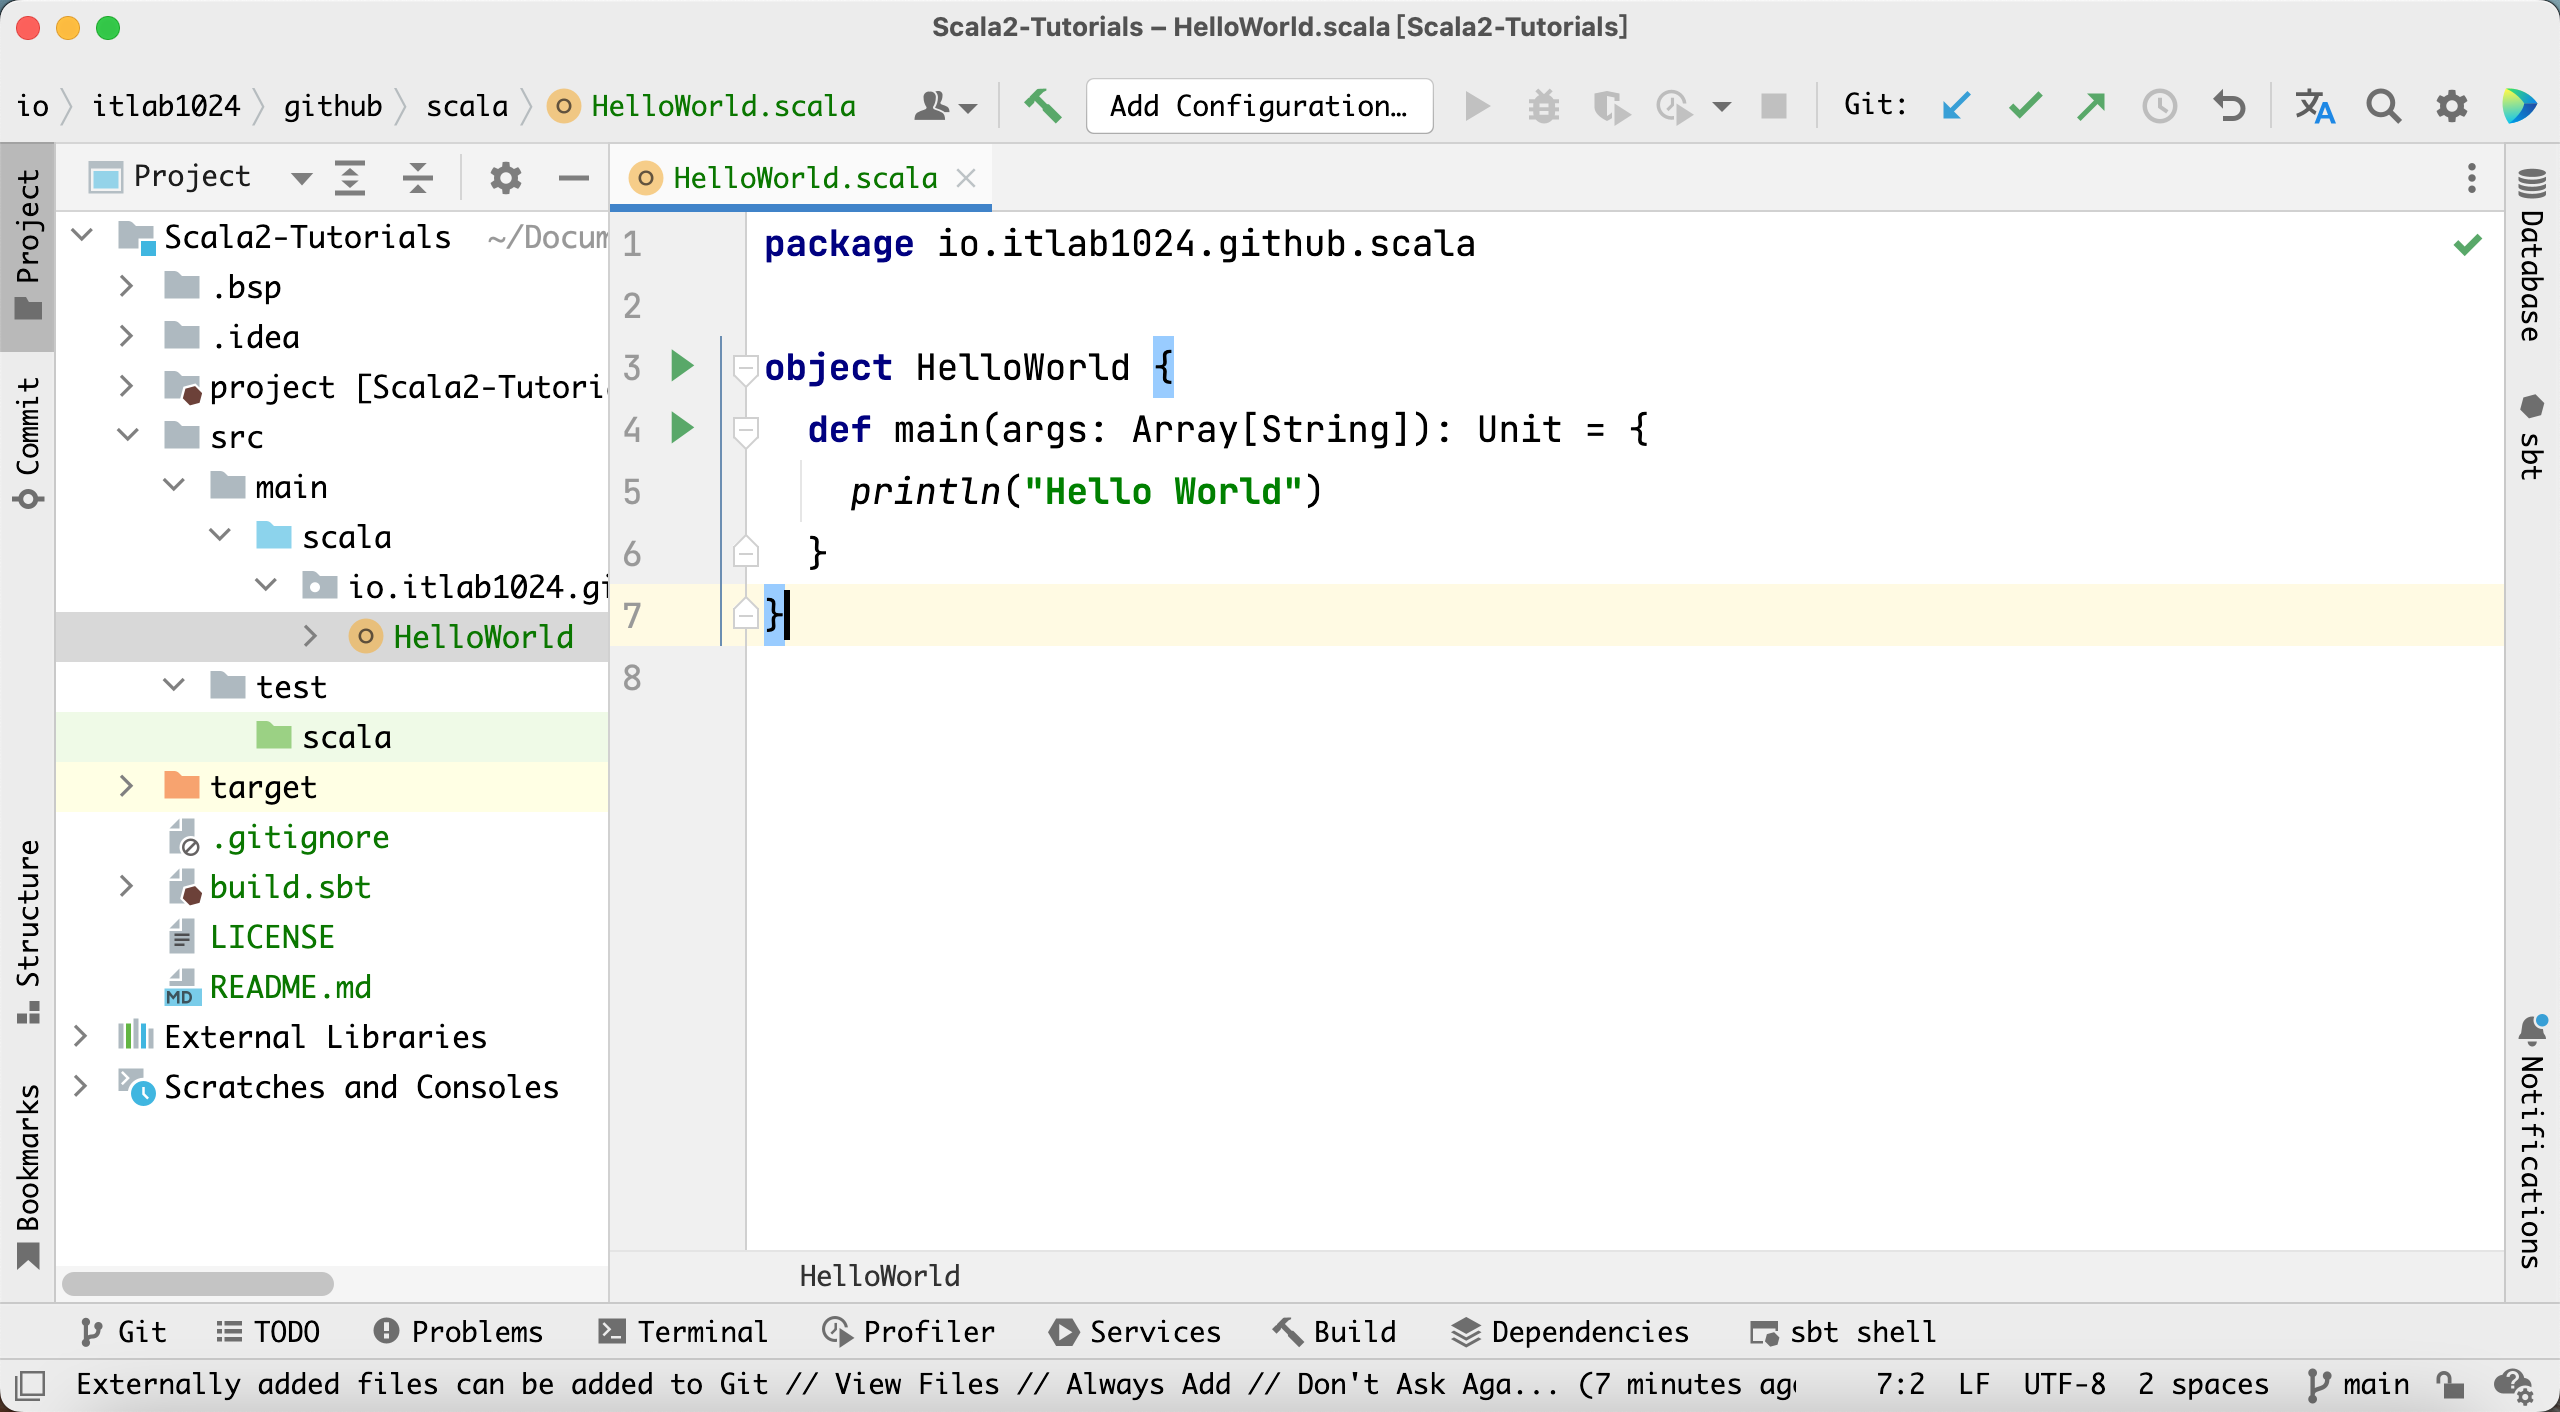 Scala2-Tutorials – HelloWorld.scala [Scala2-Tutorials]
io itlab1024 github scala HelloWorld.scala Add Configuration... Git:
Project
HelloWorld.scala
Project
Commit
Structure
Bookmarks
Scala2-Tutorials ~/Docum
.bsp
.idea
project [Scala2-Tutori
src
main
scala
io.itlab1024.gi
HelloWorld
test
scala
target
.gitignore
build.sbt
LICENSE
MD README.md
External Libraries
Scratches and Consoles
1 package io.itlab1024.github.scala
2
3 object HelloWorld {
4 def main(args: Array[String]): Unit = {
5 println("Hello World")
6 }
7 }
8
HelloWorld
Database
sbt
Notifications
Git TODO Problems Terminal Profiler Services Build Dependencies sbt shell
Externally added files can be added to Git // View Files // Always Add // Don't Ask Aga... (7 minutes ago 7:2 LF UTF-8 2 spaces main